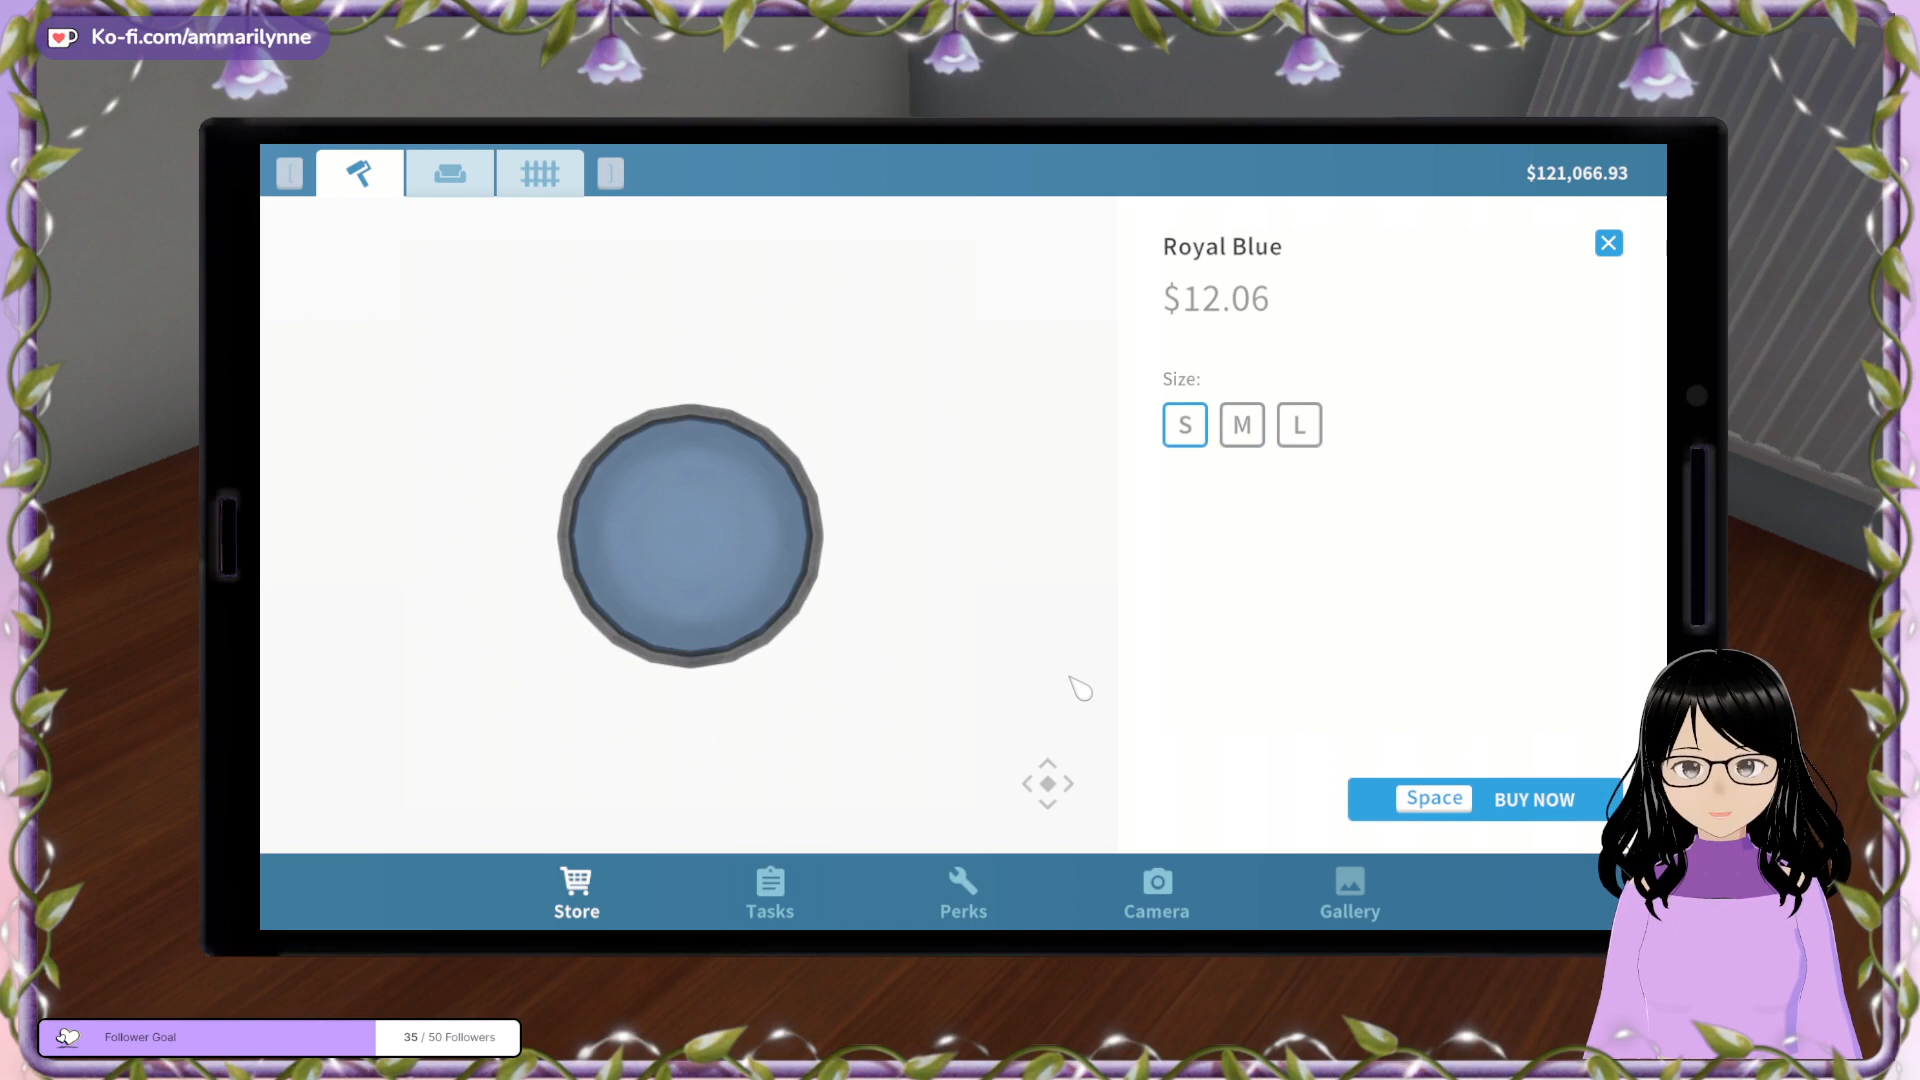 Ko-fi.com/ammarilynne
[
]
$121,066.93
Royal Blue
$12.06
Size:
S M L
Space BUY NOW
Store Tasks Perks Camera Gallery
Follower Goal 35 / 50 Followers